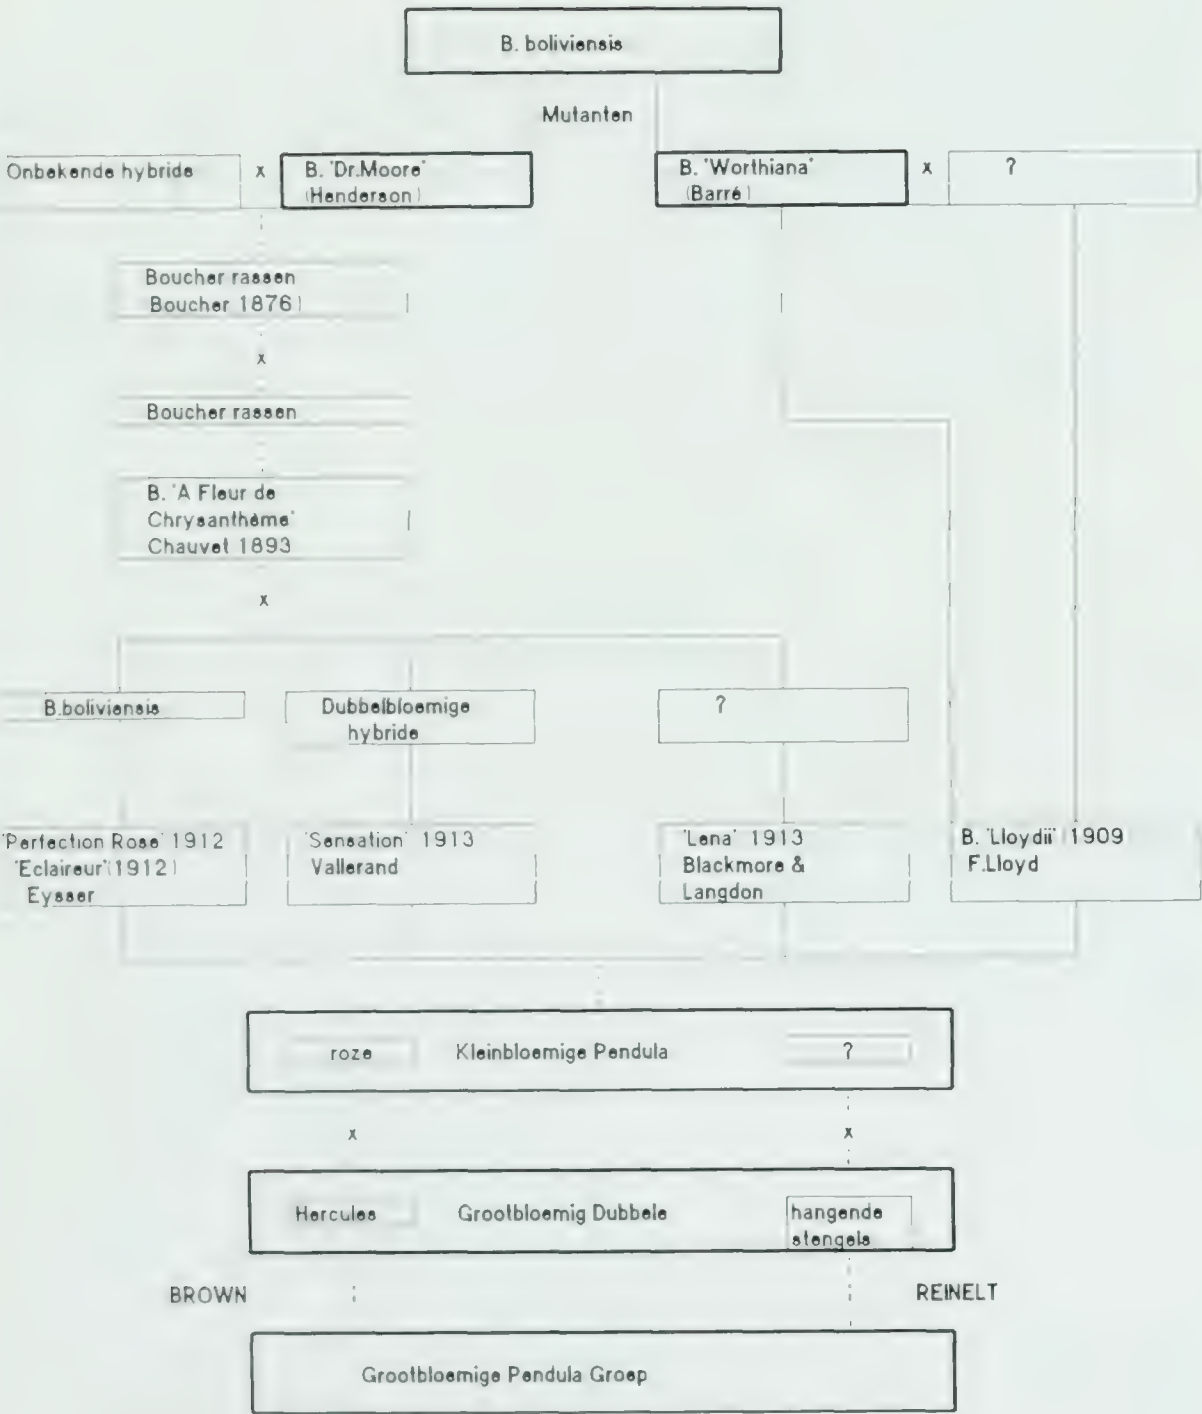 B. boliviensis
Mutanten
Onbekende hybride
x
B. 'Dr.Moore'
(Henderson)
B. 'Worthiana'
(Barré)
x
?
Boucher rassen
Boucher 1876)
x
Boucher rassen
B. 'A Fleur de
Chrysanthème'
Chauvet 1893
x
B.boliviensis
Dubbelbloemige
hybride
?
'Perfection Rose' 1912
'Eclaireur'(1912)
Eysser
'Sensation' 1913
Vallerand
'Lena' 1913
Blackmore &
Langdon
B. 'Lloydii' (1909
F.Lloyd
roze
Kleinbloemige Pendula
?
x
x
Hercules
Grootbloemig Dubbele
hangende
stengels
BROWN
REINELT
Grootbloemige Pendula Groep